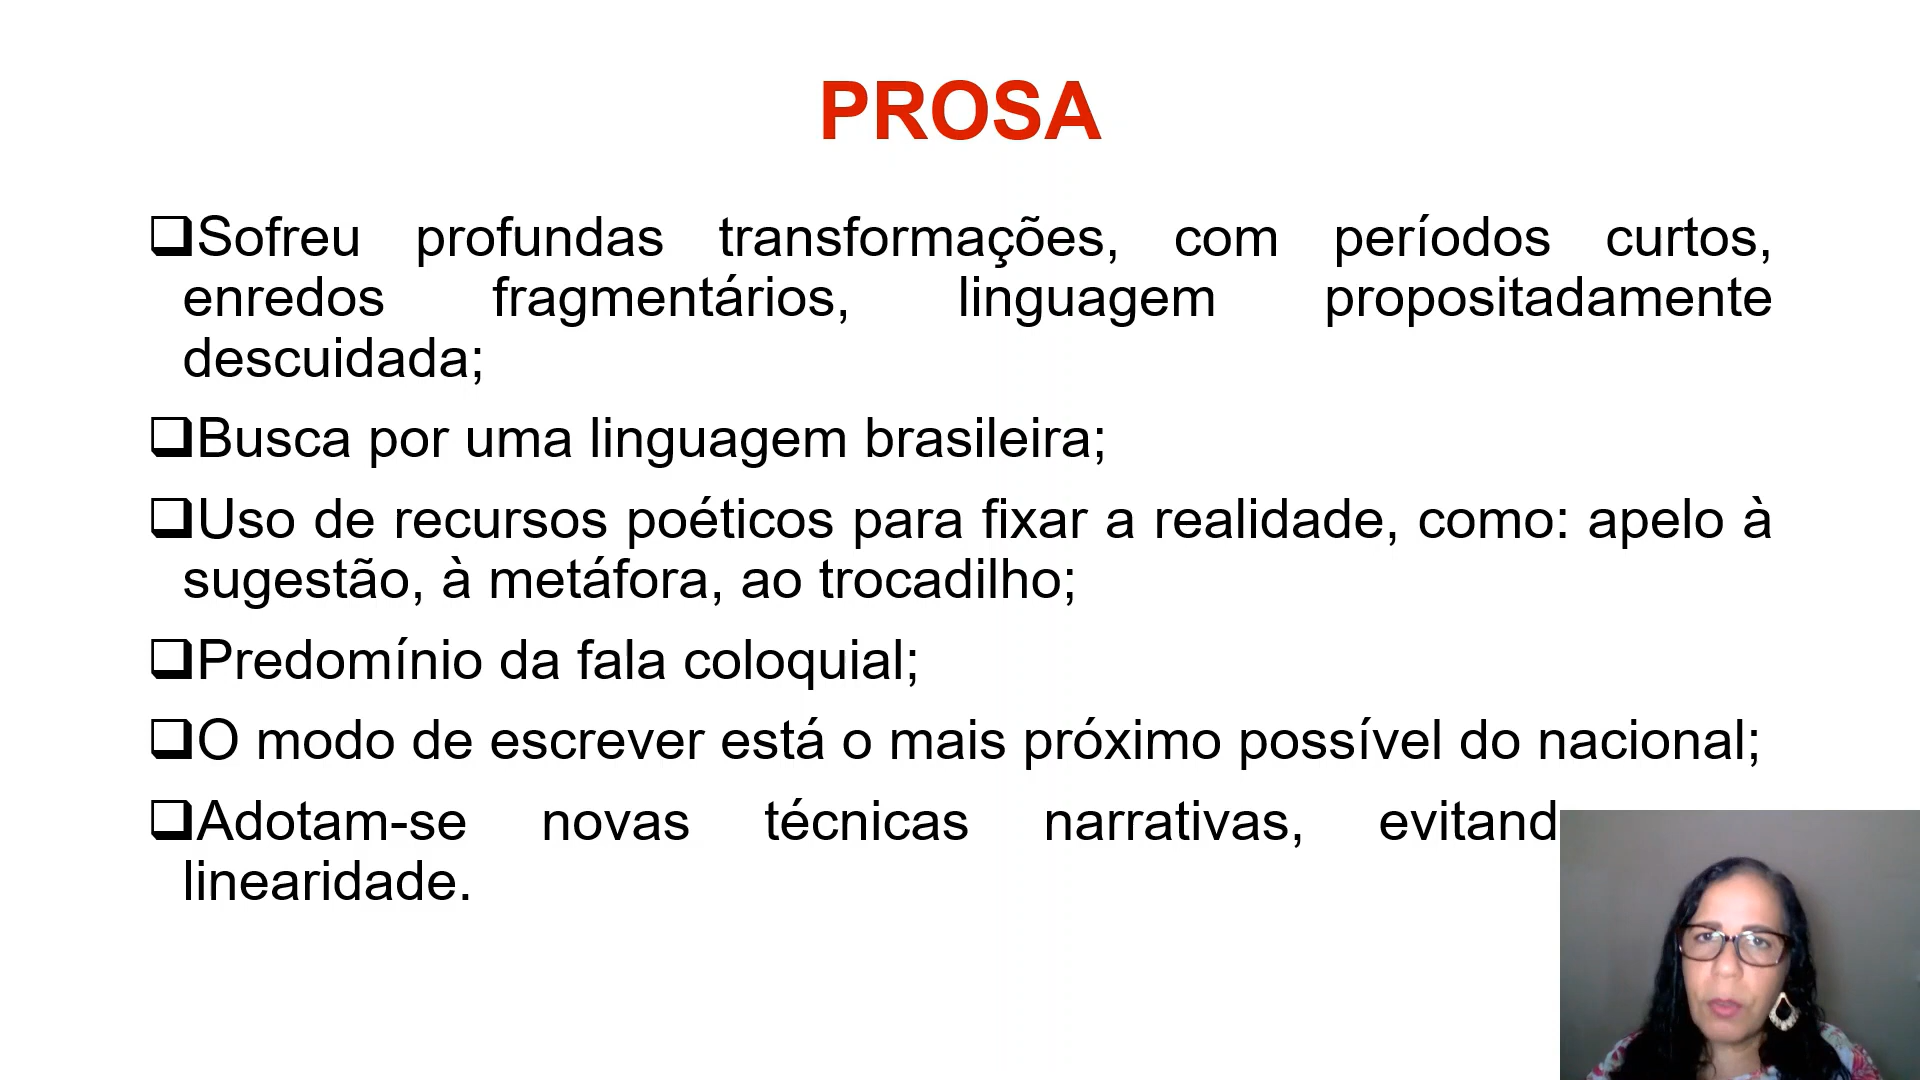 PROSA
❑Sofreu profundas transformações, com períodos curtos,
enredos fragmentários, linguagem propositadamente
descuidada;
❑Busca por uma linguagem brasileira;
❑Uso de recursos poéticos para fixar a realidade, como: apelo à
sugestão, à metáfora, ao trocadilho;
❑Predomínio da fala coloquial;
❑O modo de escrever está o mais próximo possível do nacional;
❑Adotam-se novas técnicas narrativas, evitand
linearidade.